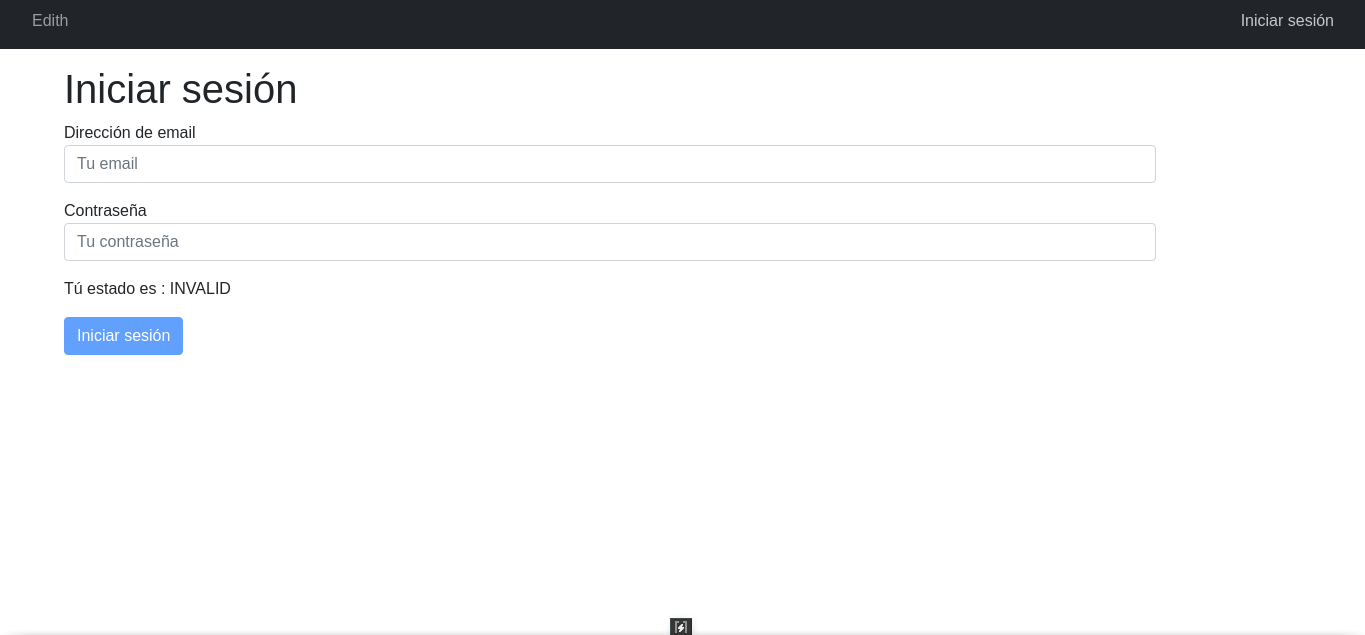 Edith
Iniciar sesión
Iniciar sesión
Dirección de email
Tu email
Contraseña
Tu contraseña
Tú estado es : INVALID
Iniciar sesión